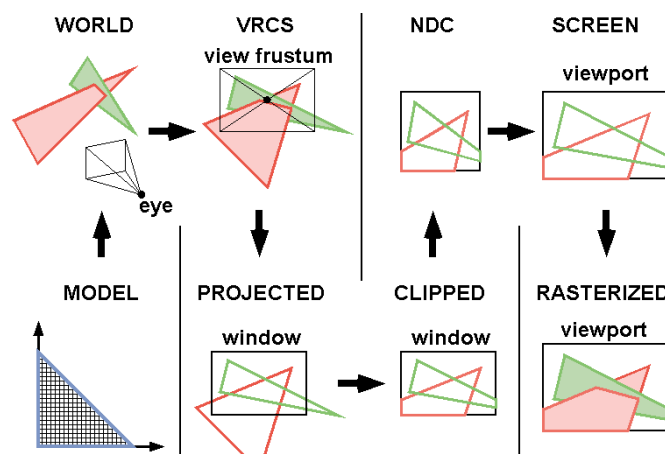 WORLD
VRCS
NDC
SCREEN
view frustum
viewport
eye
MODEL
PROJECTED
CLIPPED
RASTERIZED
window
window
viewport